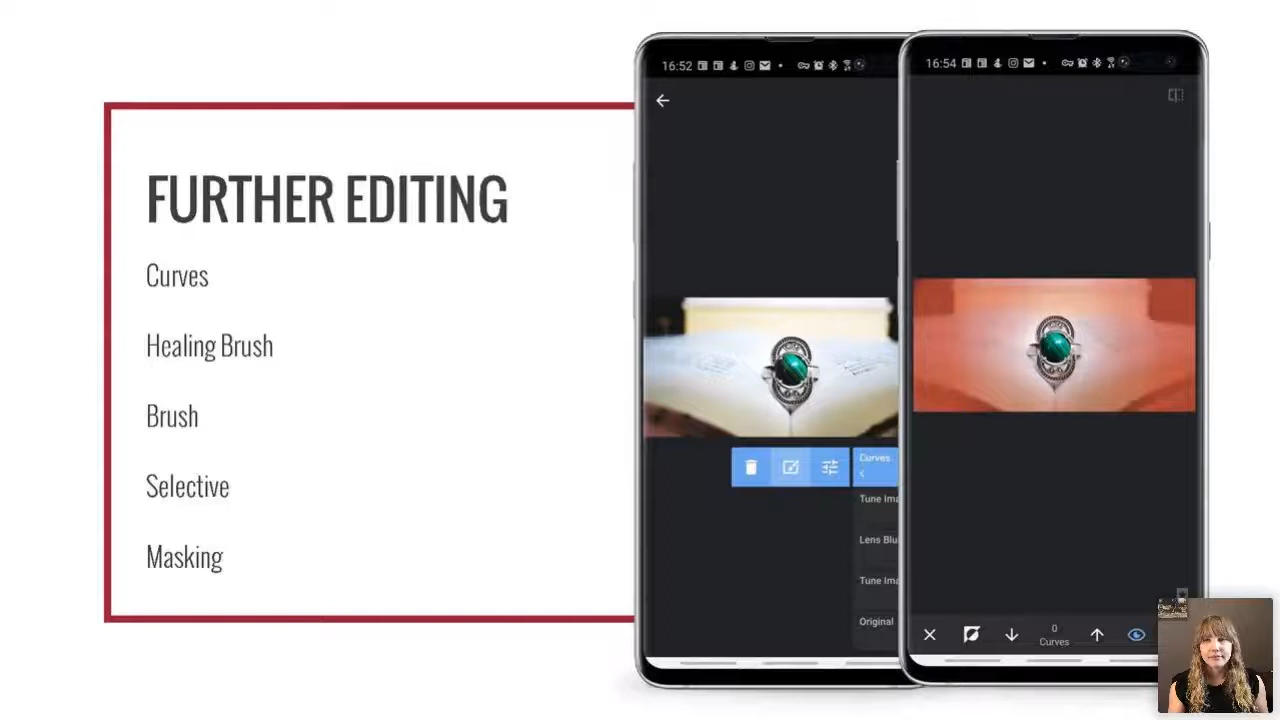 FURTHER EDITING
Curves
Healing Brush
Brush
Selective
Masking
16:52
Curves
Tune Ima
Lens Blu
Tune Ima
Original
16:54
0
Curves